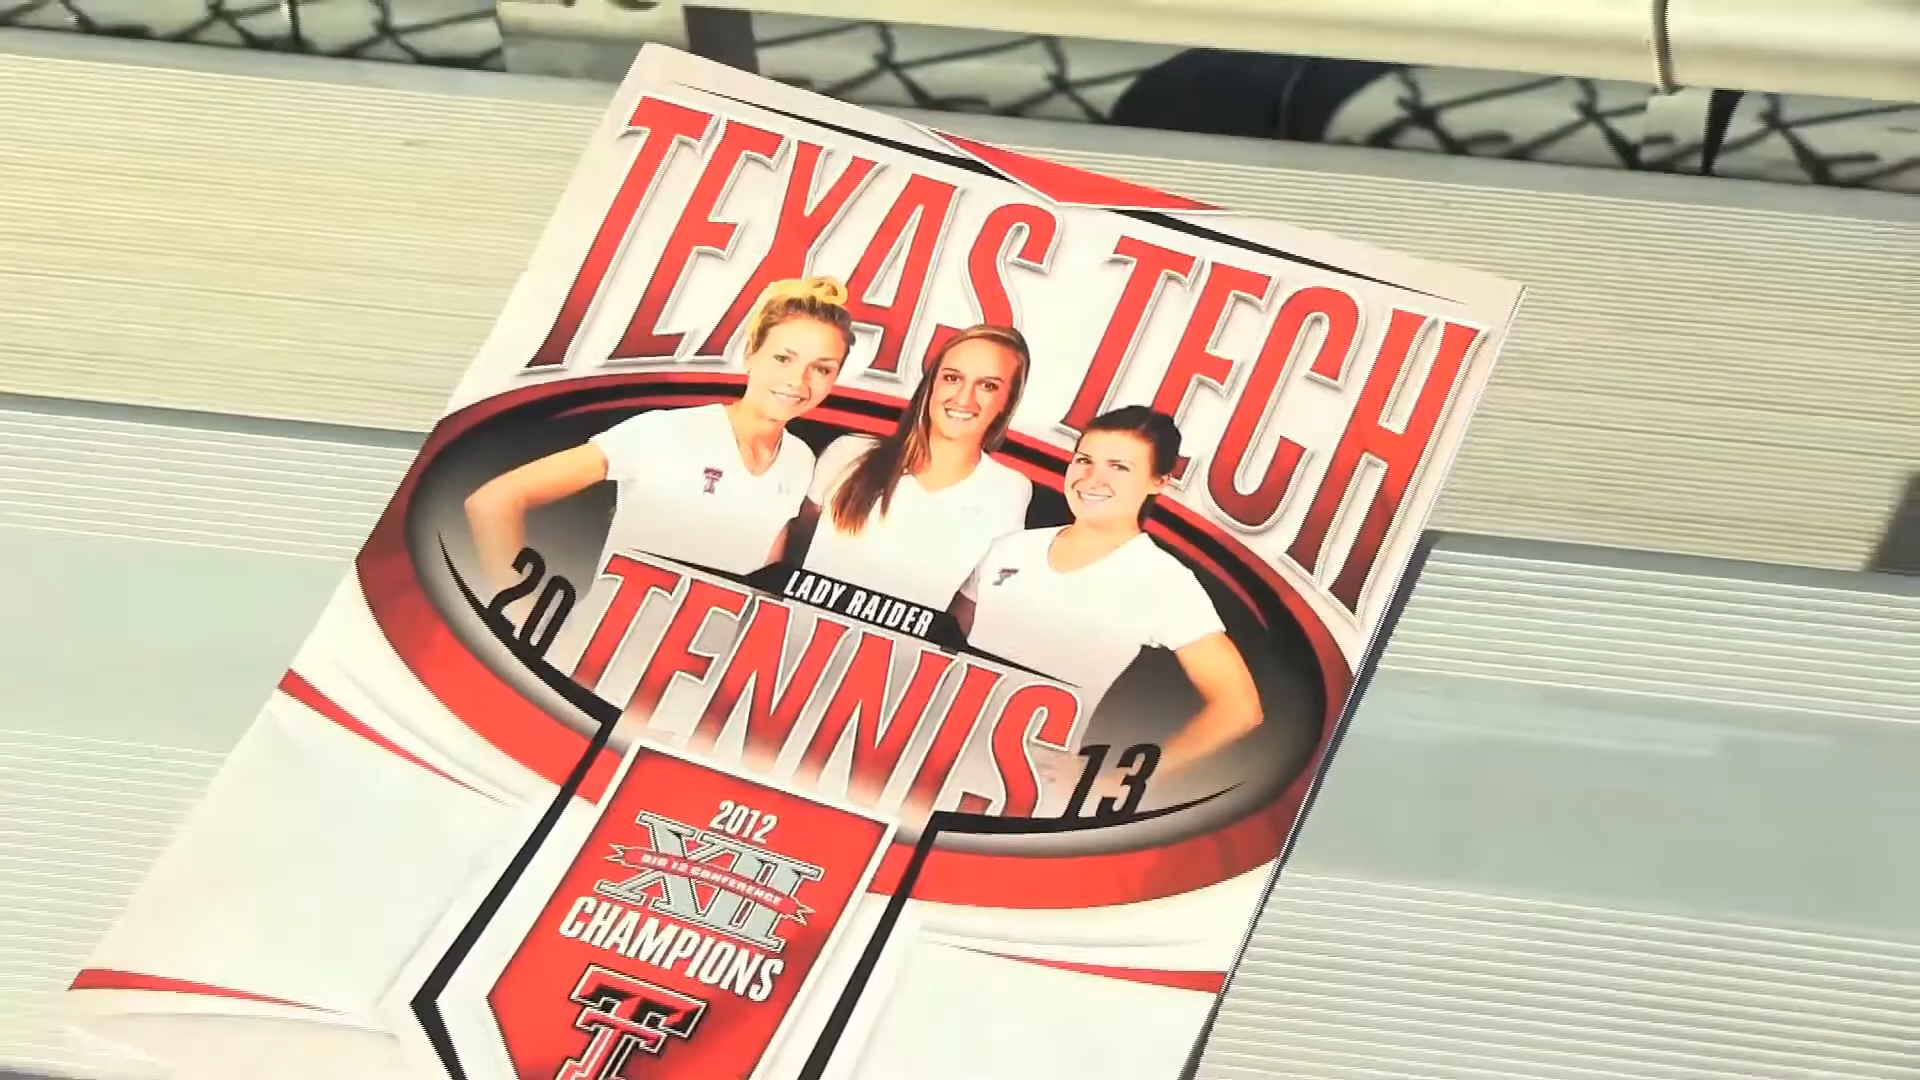 TEXAS TECH
LADY RAIDER
20 TENNIS 13
2012
XII
BIG 12 CONFERENCE
CHAMPIONS